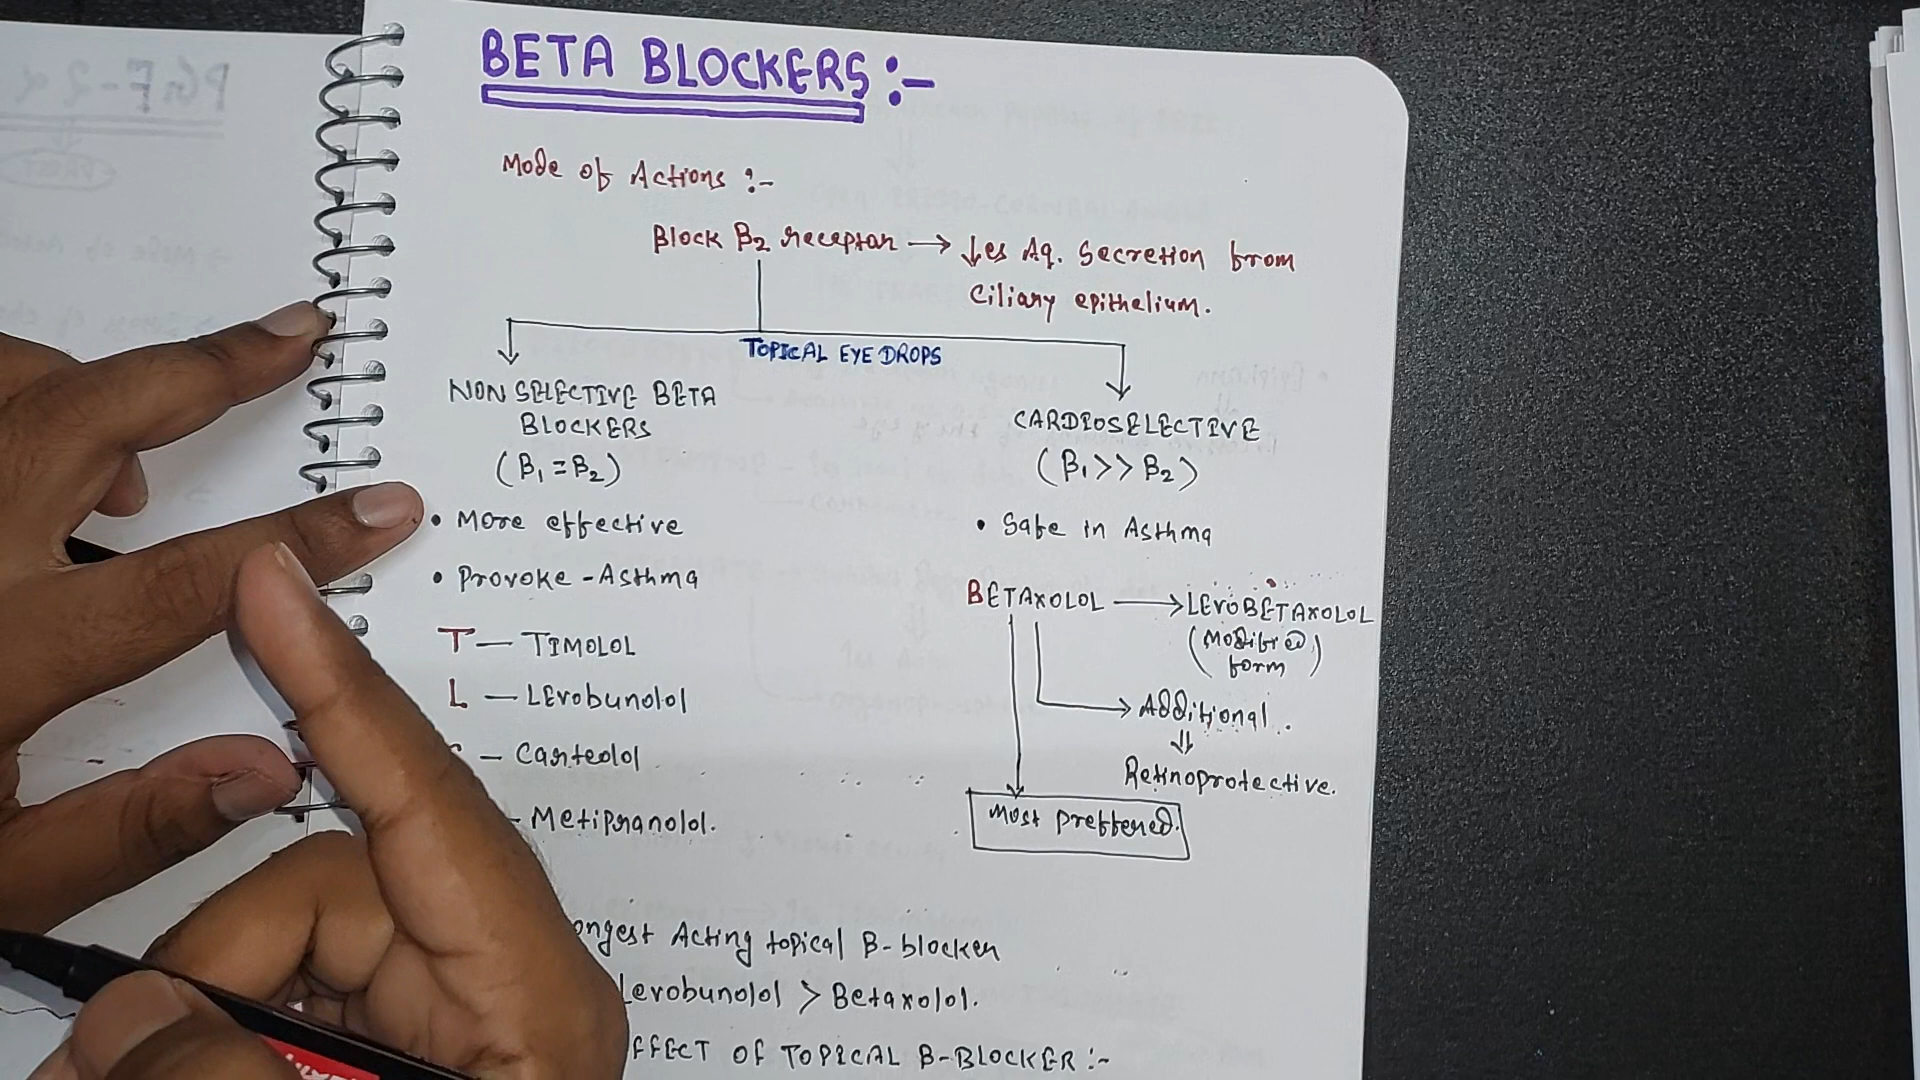 BETA BLOCKERS :-
Mode of Actions :-
Block B₂ receptor → ↓es Aq. Secretion from
Ciliary epithelium.
TOPICAL EYE DROPS
NON SELECTIVE BETA
BLOCKERS
(B₁ = B₂)
• More effective
• Provoke - Asthma
T — TIMOLOL
L — LEvobunolol
— Carteolol
- Metipranolol.
CARDIOSELECTIVE
(B₁ >> B₂)
• Safe in Asthma
BETAXOLOL → LEVOBETAXOLOL
(Modified
form)
→ Additional
⇓
Retinoprotective.
Most preffered.
ongest Acting topical B-blocker
Levobunolol > Betaxolol.
FFECT OF TOPICAL B-BLOCKER :-